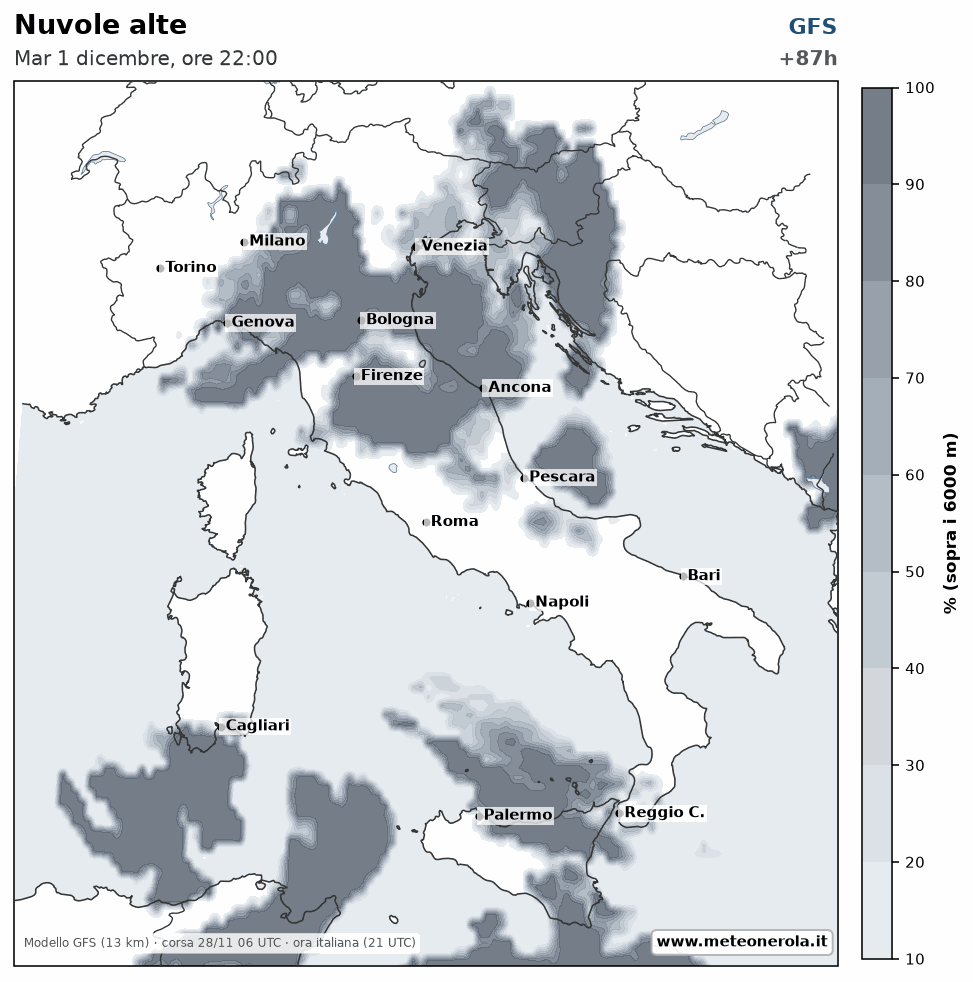 Nuvole alte
GFS
Mar 1 dicembre, ore 22:00
+87h
100
90
80
70
60
50
40
30
20
10
% (sopra i 6000 m)
Milano
Venezia
Torino
Genova
Bologna
Firenze
Ancona
Pescara
Roma
Bari
Napoli
Cagliari
Palermo
Reggio C.
Modello GFS (13 km) · corsa 28/11 06 UTC · ora italiana (21 UTC)
www.meteonerola.it